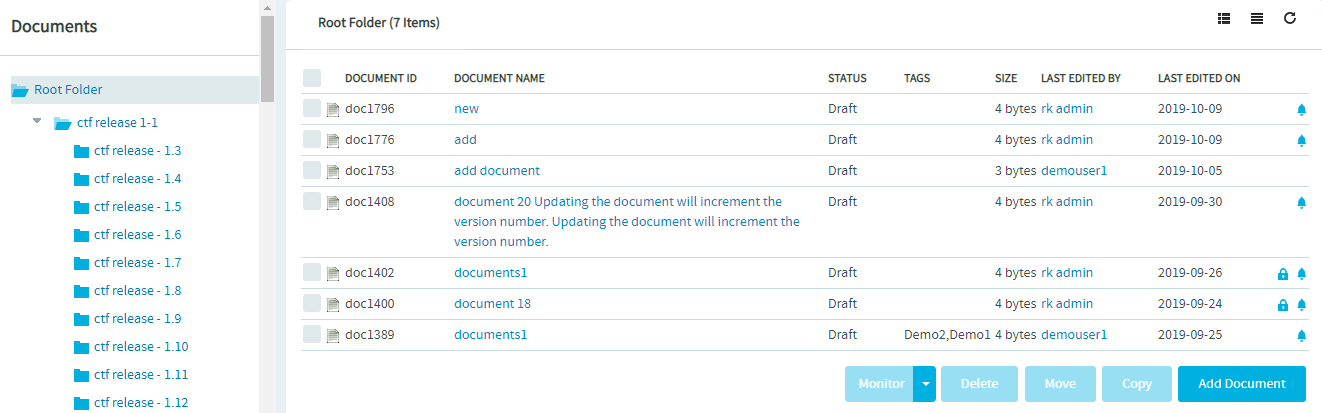 Documents
Root Folder
ctf release 1-1
ctf release - 1.3
ctf release - 1.4
ctf release - 1.5
ctf release - 1.6
ctf release - 1.7
ctf release - 1.8
ctf release - 1.9
ctf release - 1.10
ctf release - 1.11
ctf release - 1.12
Root Folder (7 Items)
DOCUMENT ID DOCUMENT NAME STATUS TAGS SIZE LAST EDITED BY LAST EDITED ON
doc1796 new Draft 4 bytes rk admin 2019-10-09
doc1776 add Draft 4 bytes rk admin 2019-10-09
doc1753 add document Draft 3 bytes demouser1 2019-10-05
doc1408 document 20 Updating the document will increment the Draft 4 bytes rk admin 2019-09-30
version number. Updating the document will increment the
version number.
doc1402 documents1 Draft 4 bytes rk admin 2019-09-26
doc1400 document 18 Draft 4 bytes rk admin 2019-09-24
doc1389 documents1 Draft Demo2,Demo1 4 bytes demouser1 2019-09-25
Monitor Delete Move Copy Add Document